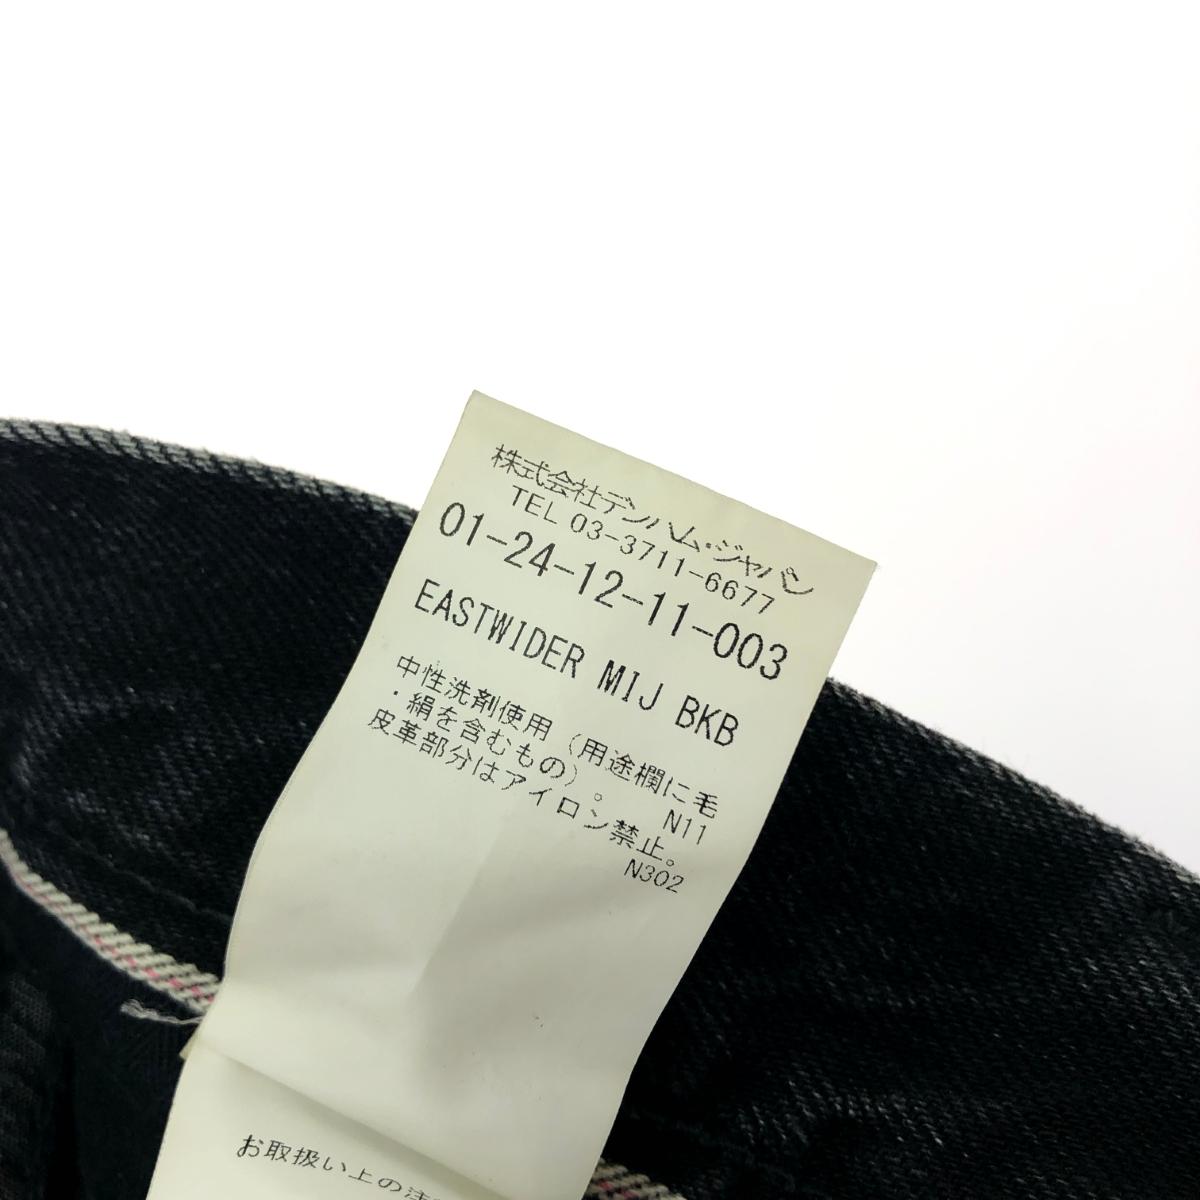 株式会社デンハム・ジャパン
TEL 03-3711-6677
01-24-12-11-003
EASTWIDER MIJ BKB
中性洗剤使用（用途欄に毛
・絹を含むもの）。 N11
皮革部分はアイロン禁止。
N302
お取扱い上の注